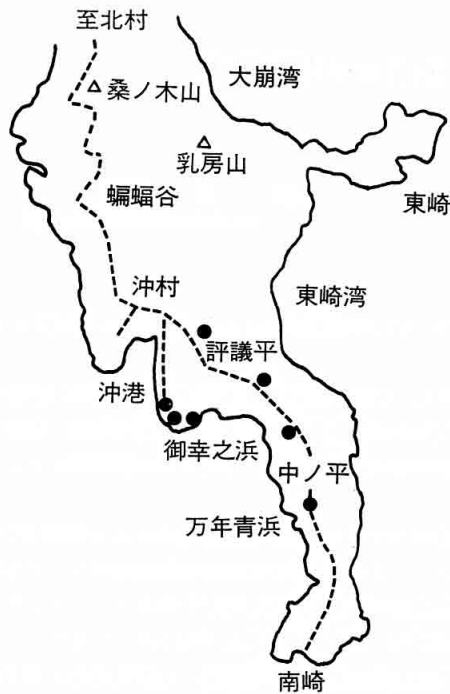 至北村
大崩湾
桑ノ木山
乳房山
東崎
蝙蝠谷
沖村
東崎湾
評議平
沖港
御幸之浜
中ノ平
万年青浜
南崎